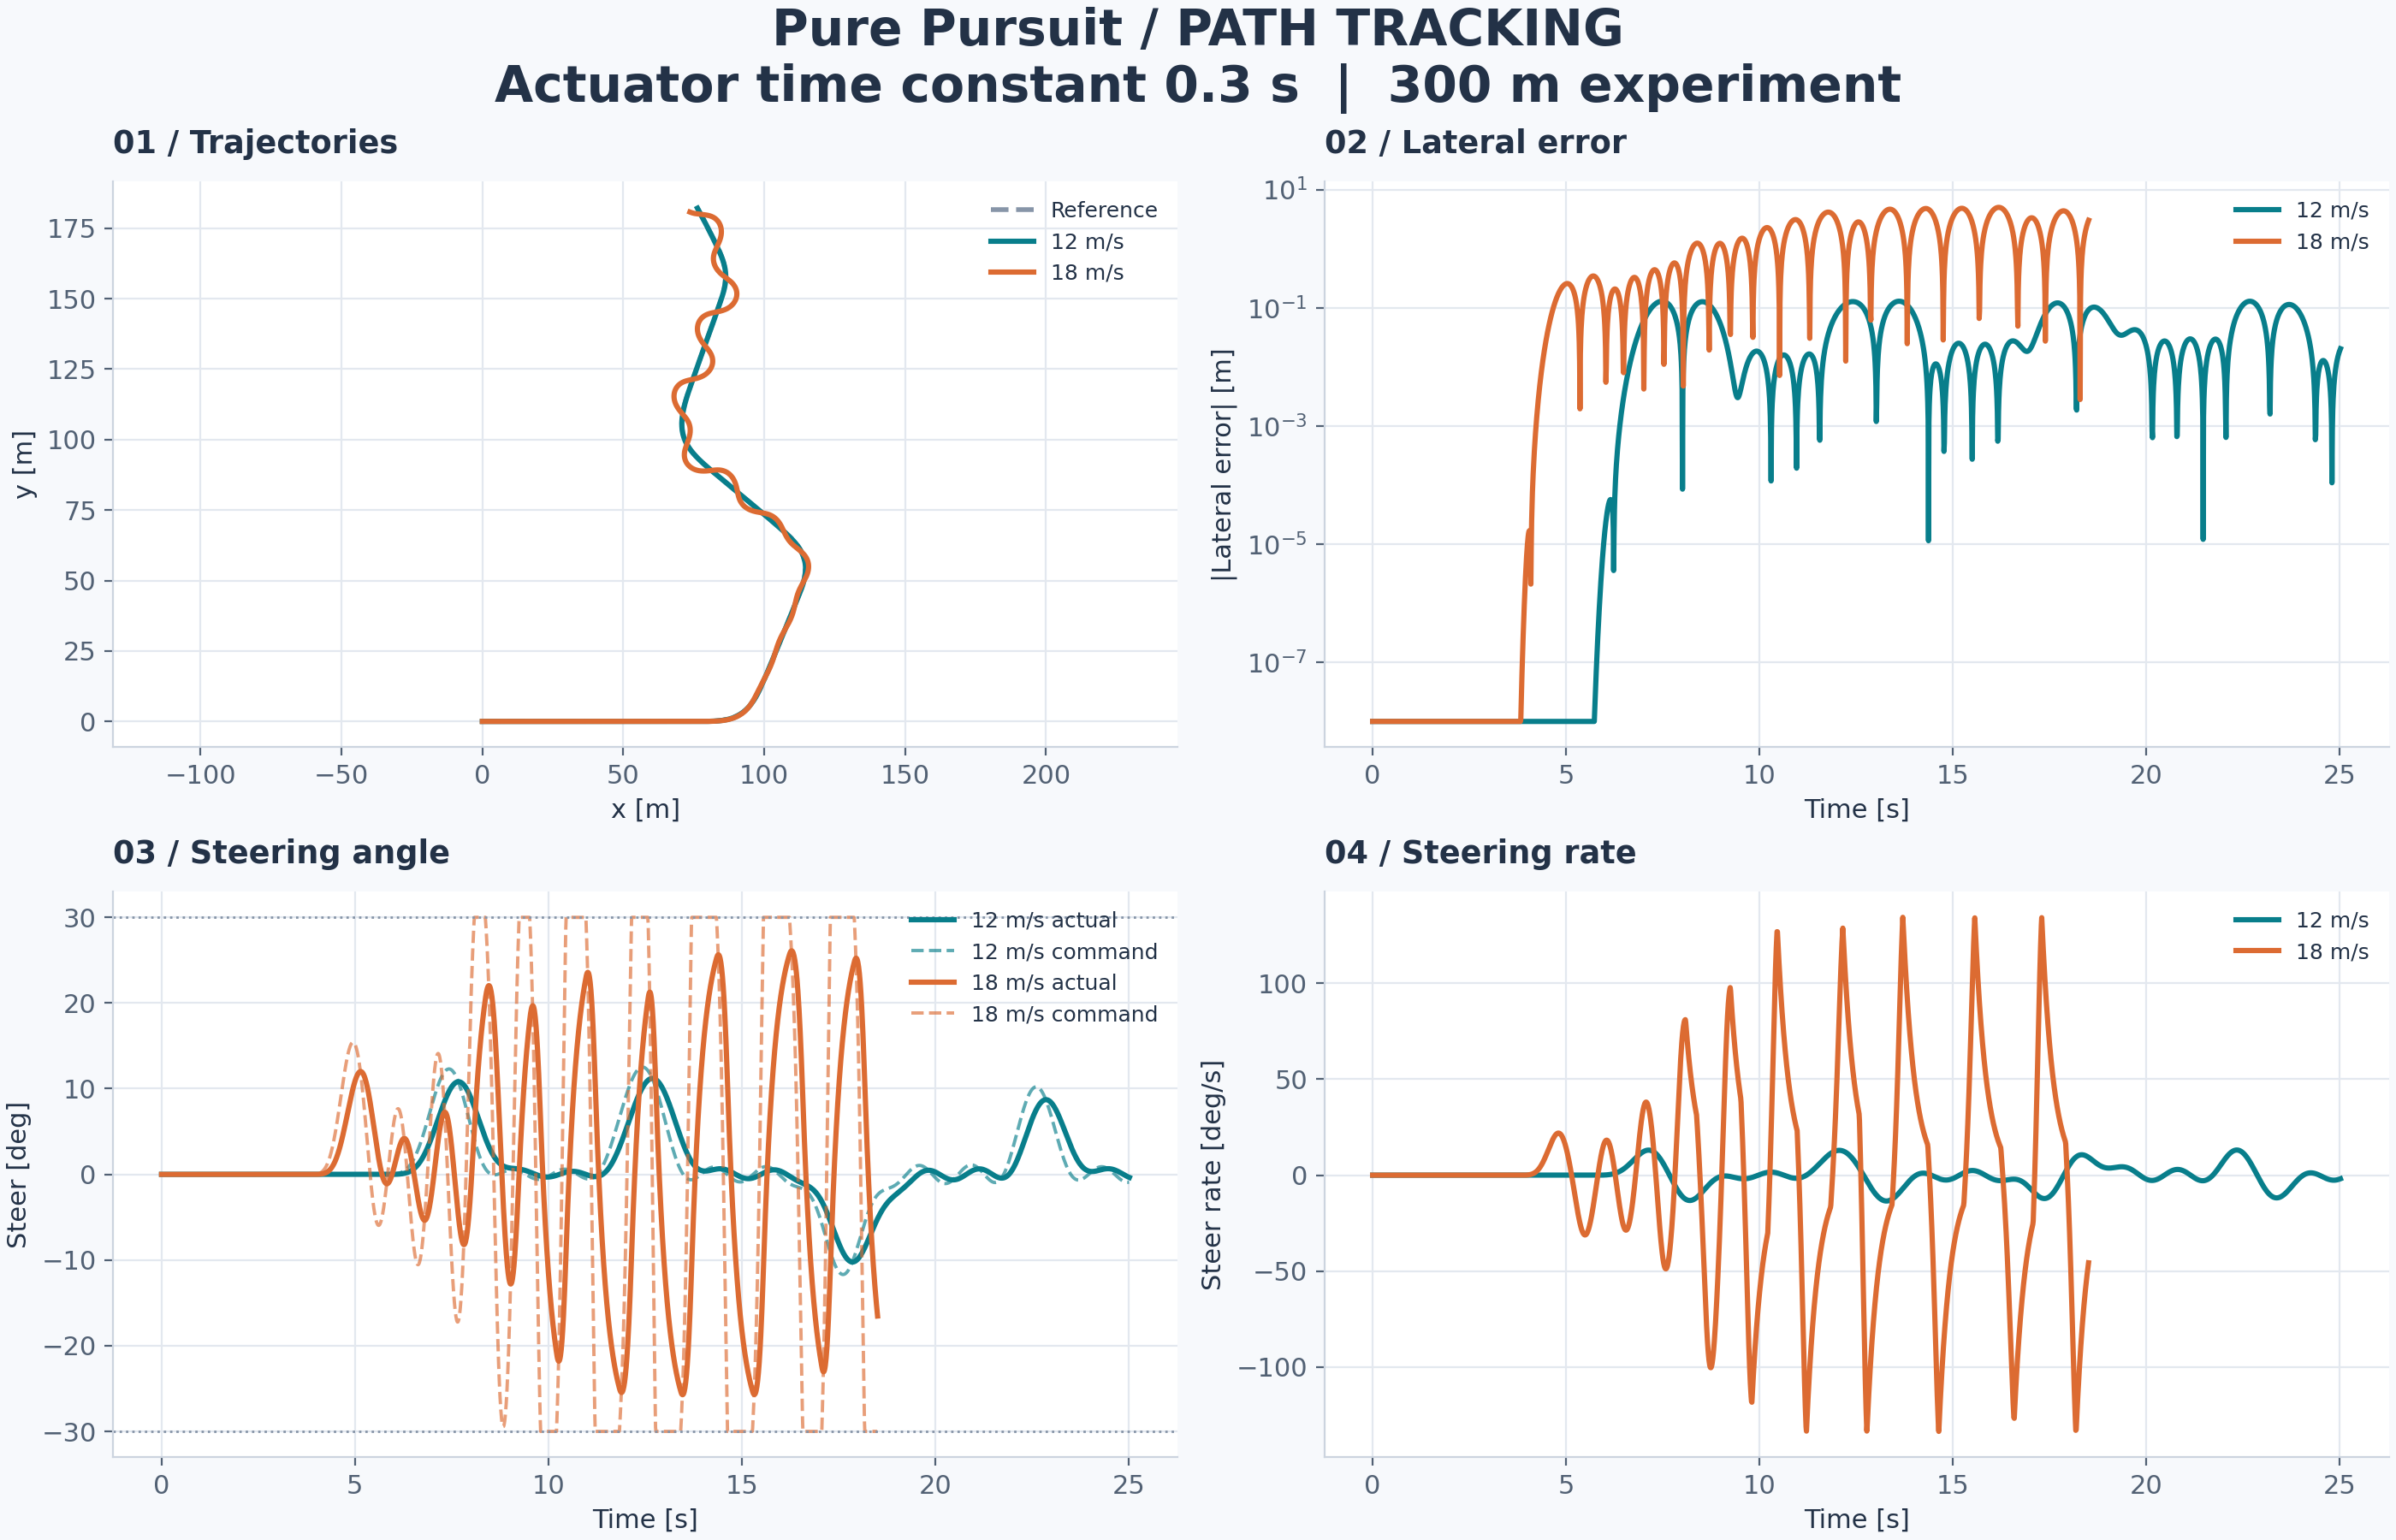 Pure Pursuit / PATH TRACKING
Actuator time constant 0.3 s | 300 m experiment
01 / Trajectories
y [m]
175
150
125
100
75
50
25
0
Reference
12 m/s
18 m/s
−100
−50
0
50
100
150
200
x [m]
02 / Lateral error
|Lateral error| [m]
10¹
10⁻¹
10⁻³
10⁻⁵
10⁻⁷
12 m/s
18 m/s
0
5
10
15
20
25
Time [s]
03 / Steering angle
Steer [deg]
30
20
10
0
−10
−20
−30
12 m/s actual
12 m/s command
18 m/s actual
18 m/s command
0
5
10
15
20
25
Time [s]
04 / Steering rate
Steer rate [deg/s]
100
50
0
−50
−100
12 m/s
18 m/s
0
5
10
15
20
25
Time [s]